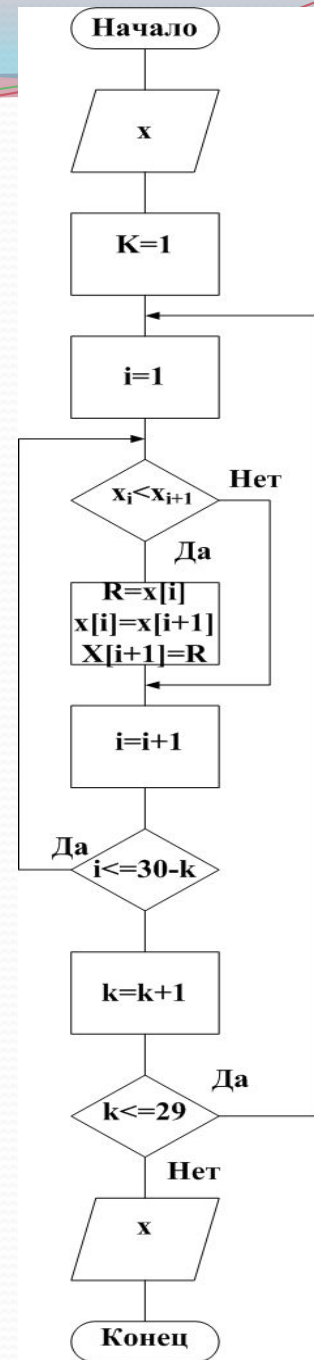 Начало
x
K=1
i=1
xᵢ<xᵢ₊₁
Нет
Да
R=x[i]
x[i]=x[i+1]
X[i+1]=R
i=i+1
Да
i<=30-k
k=k+1
Да
k<=29
Нет
x
Конец